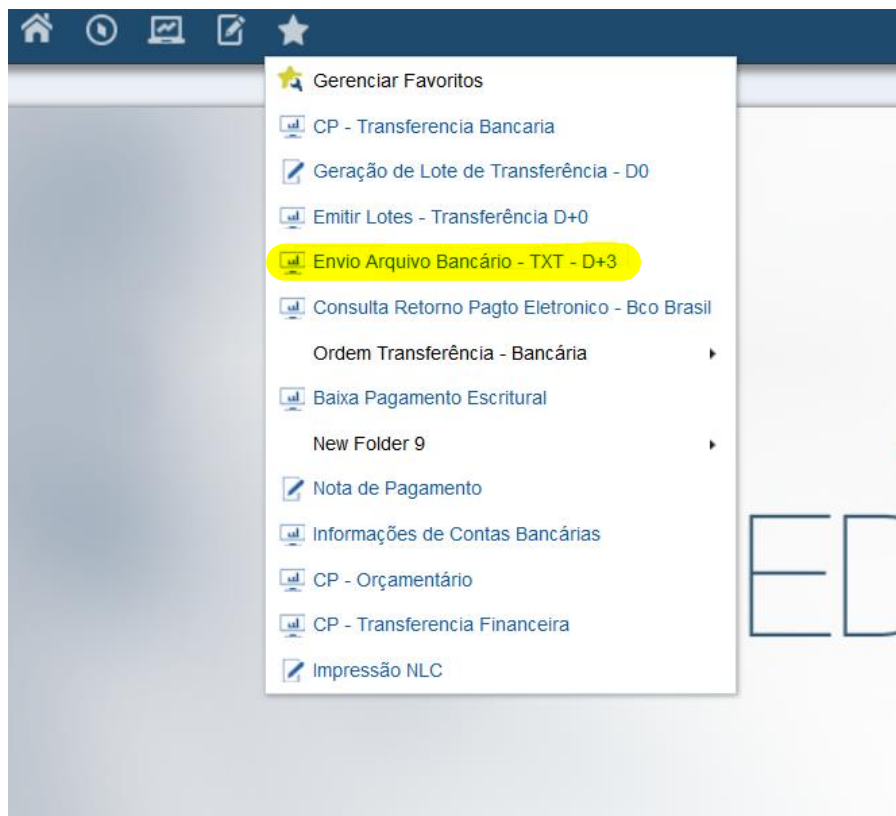 Gerenciar Favoritos
CP - Transferencia Bancaria
Geração de Lote de Transferência - D0
Emitir Lotes - Transferência D+0
Envio Arquivo Bancário - TXT - D+3
Consulta Retorno Pagto Eletronico - Bco Brasil
Ordem Transferência - Bancária
Baixa Pagamento Escritural
New Folder 9
Nota de Pagamento
Informações de Contas Bancárias
CP - Orçamentário
CP - Transferencia Financeira
Impressão NLC
ED